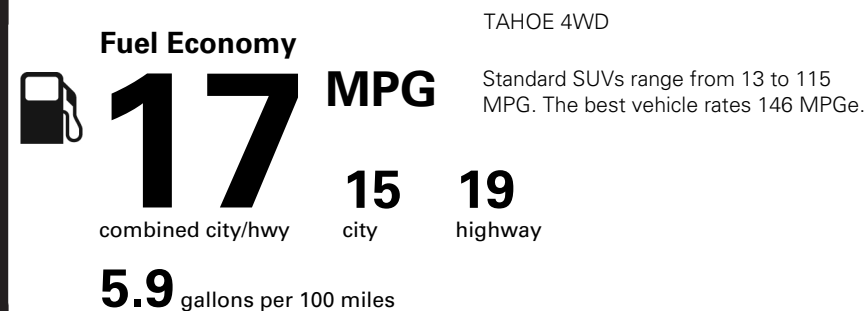 TAHOE 4WD
Fuel Economy
17 MPG
Standard SUVs range from 13 to 115
MPG. The best vehicle rates 146 MPGe.
15 19
combined city/hwy city highway
5.9 gallons per 100 miles